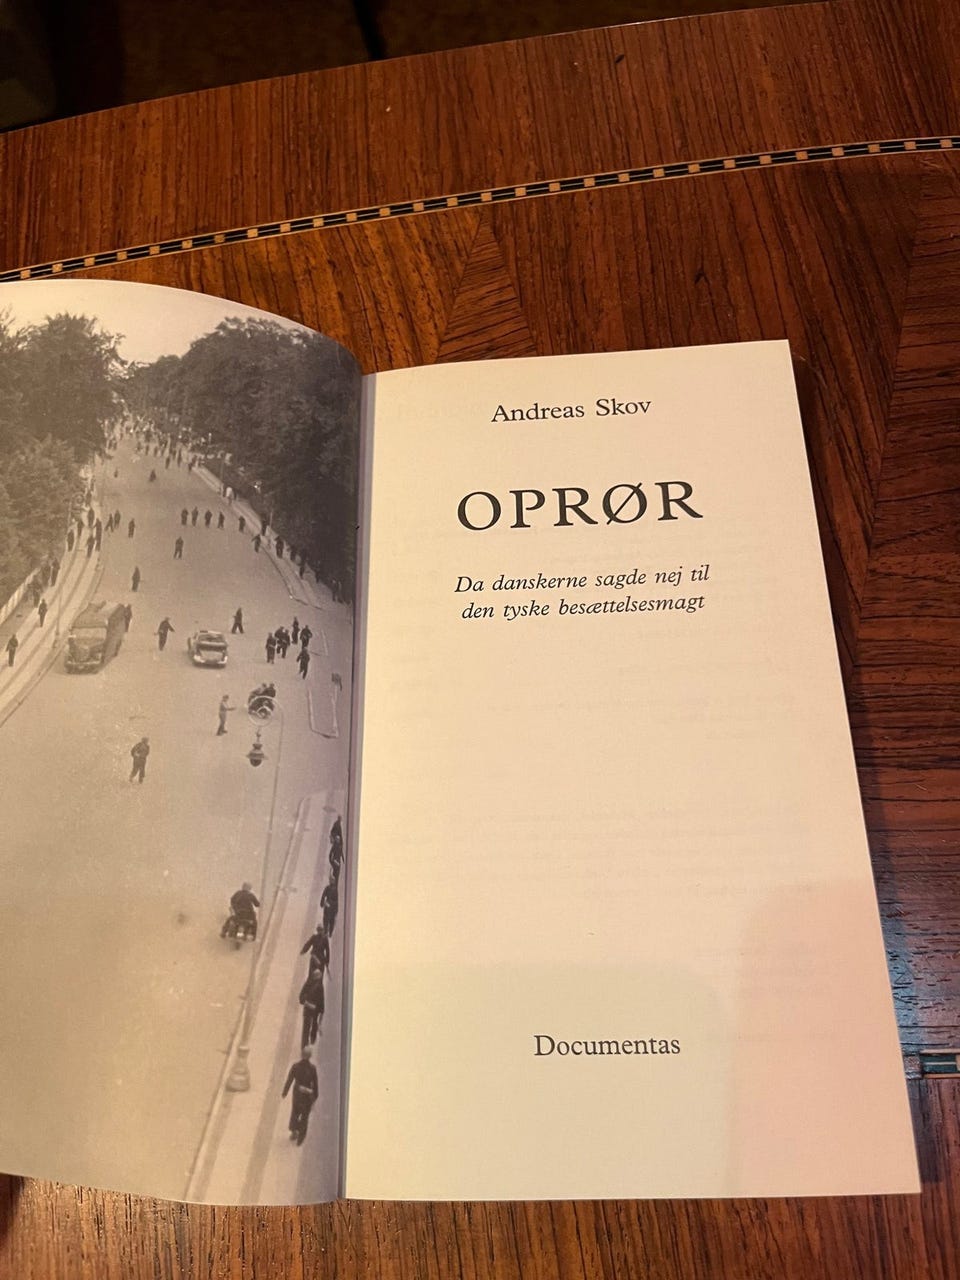 Andreas Skov
OPRØR
Da danskerne sagde nej til
den tyske besættelsesmagt
Documentas